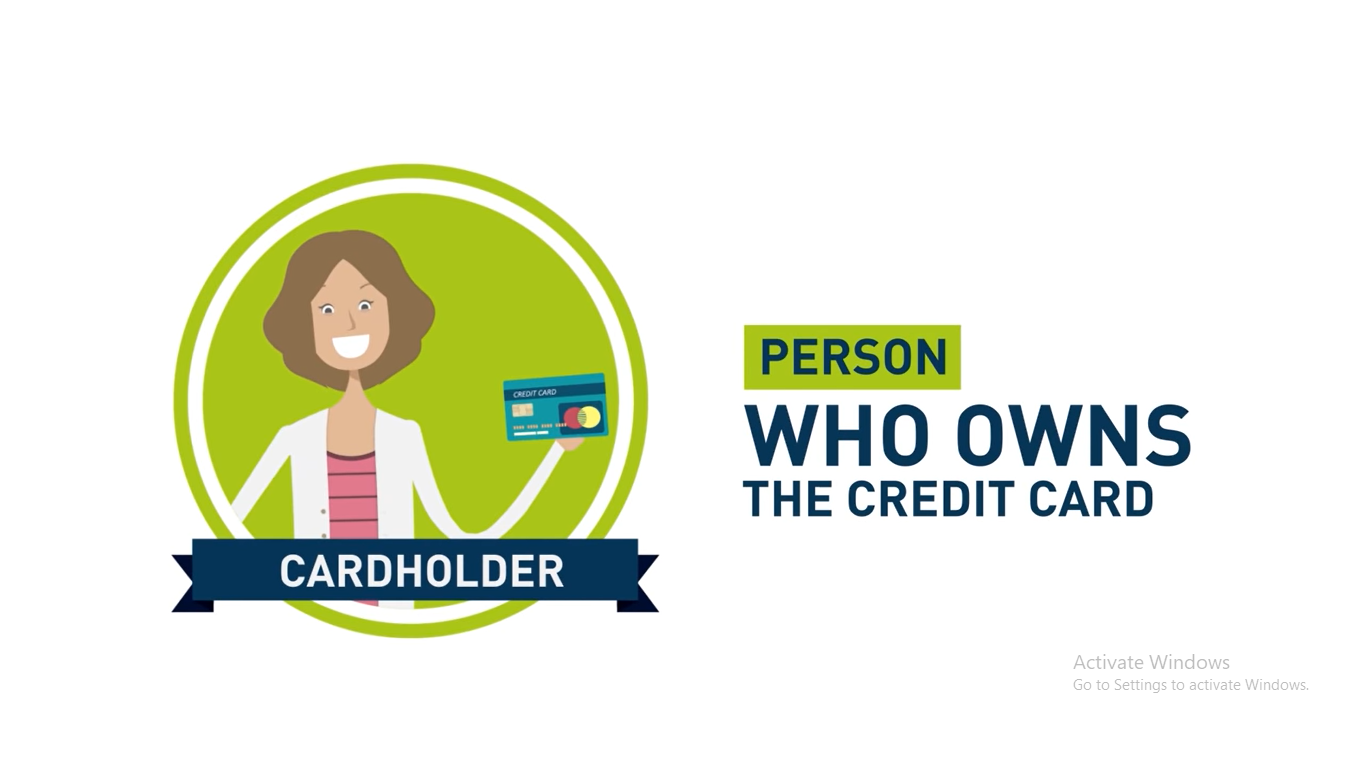 CREDIT CARD
CARDHOLDER
PERSON
WHO OWNS
THE CREDIT CARD
Activate Windows
Go to Settings to activate Windows.